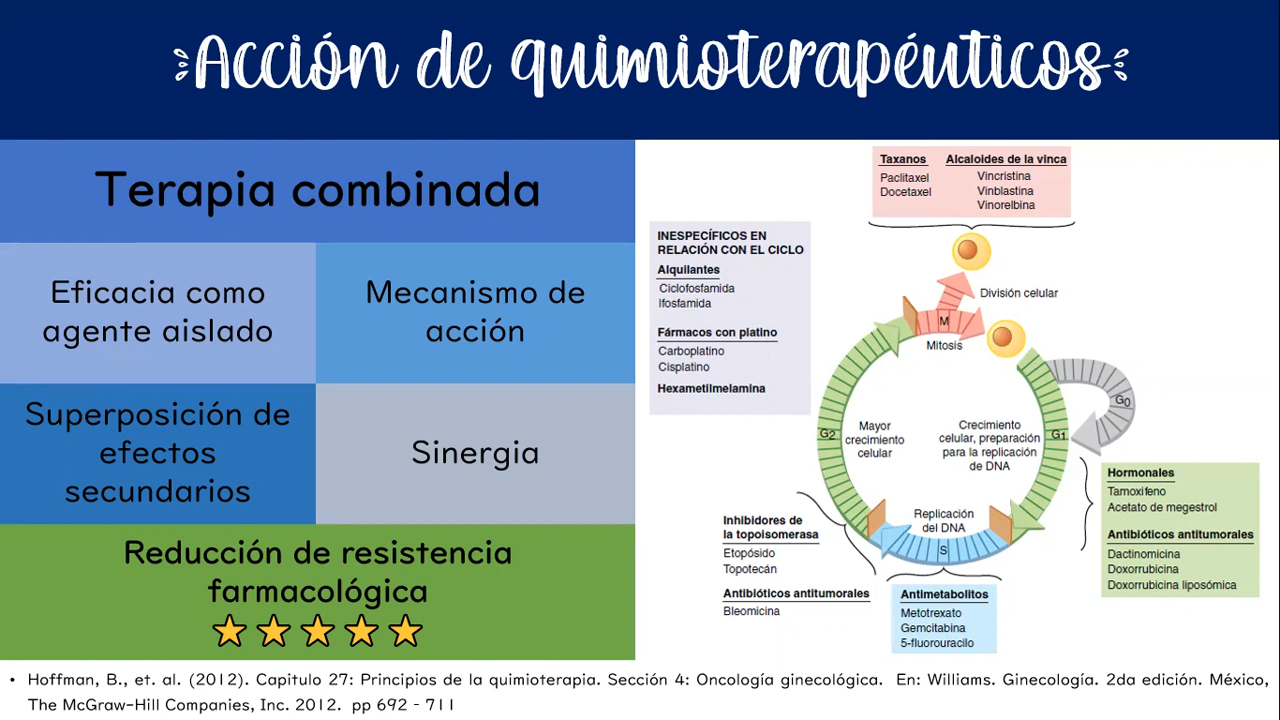 Acción de quimioterapéuticos
Terapia combinada
Eficacia como
agente aislado
Mecanismo de
acción
Superposición de
efectos
secundarios
Sinergia
Reducción de resistencia
farmacológica
Taxanos
Paclitaxel
Docetaxel
Alcaloides de la vinca
Vincristina
Vinblastina
Vinorelbina
INESPECÍFICOS EN
RELACIÓN CON EL CICLO
Alquilantes
Ciclofosfamida
Ifosfamida
Fármacos con platino
Carboplatino
Cisplatino
Hexametilmelamina
División celular
M
Mitosis
G0
G2
Mayor
crecimiento
celular
Crecimiento
celular, preparación
para la replicación
de DNA
G1
Replicación
del DNA
S
Hormonales
Tamoxifeno
Acetato de megestrol
Antibióticos antitumorales
Dactinomicina
Doxorrubicina
Doxorrubicina liposómica
Inhibidores de
la topoisomerasa
Etopósido
Topotecán
Antibióticos antitumorales
Bleomicina
Antimetabolitos
Metotrexato
Gemcitabina
5-fluorouracilo
• Hoffman, B., et. al. (2012). Capitulo 27: Principios de la quimioterapia. Sección 4: Oncología ginecológica. En: Williams. Ginecología. 2da edición. México,
The McGraw-Hill Companies, Inc. 2012. pp 692 - 711